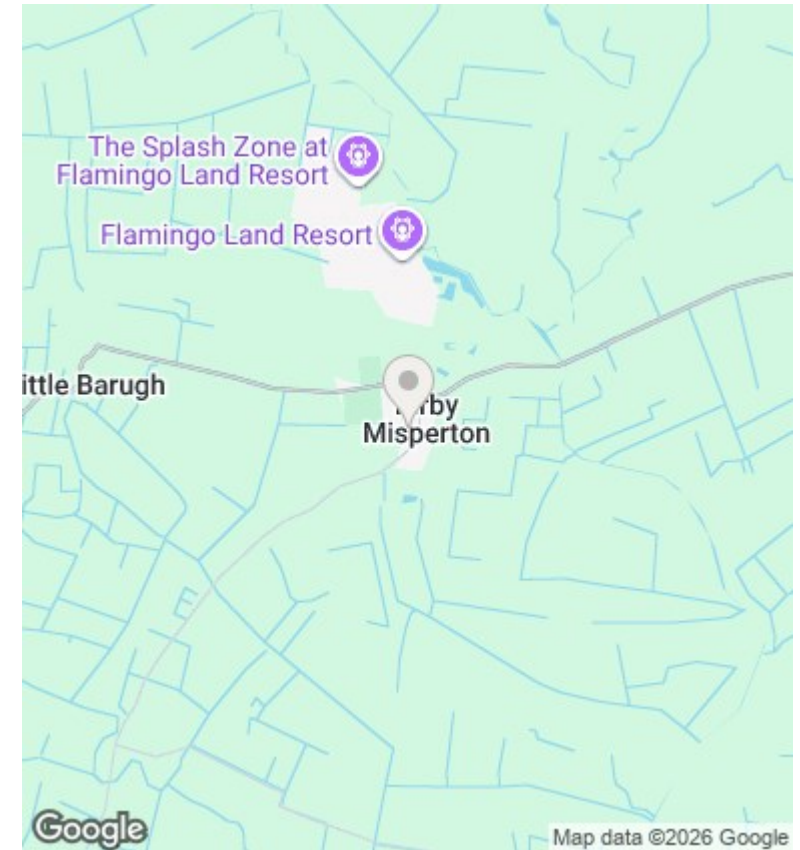 The Splash Zone at
Flamingo Land Resort
Flamingo Land Resort
ittle Barugh
rby
Misperton
Google
Map data ©2026 Google